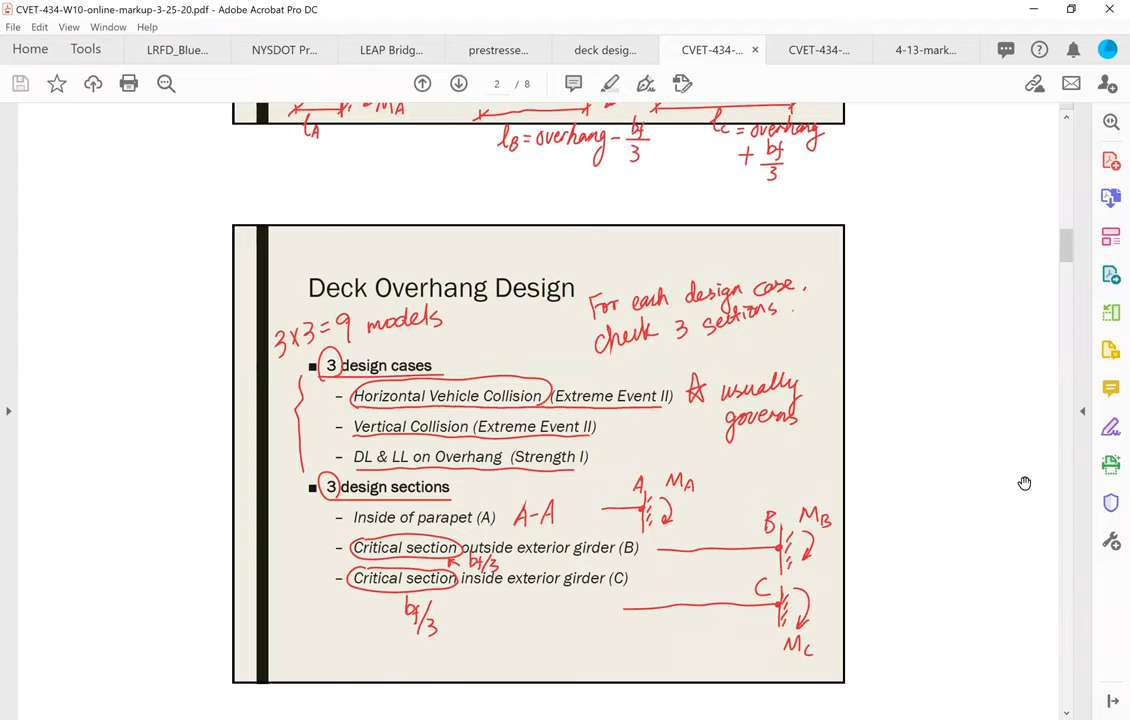 CVET-434-W10-online-markup-3-25-20.pdf - Adobe Acrobat Pro DC
File Edit View Window Help
Home Tools LRFD_Blue... NYSDOT Pr... LEAP Bridg... prestresse... deck desig... CVET-434-... × CVET-434-... 4-13-mark...
2 / 8
lA MA
lB = overhang - bf/3
lC = overhang + bf/3
Deck Overhang Design
For each design case,
check 3 sections.
3x3=9 models
■ 3 design cases
– Horizontal Vehicle Collision (Extreme Event II) ☆ usually
governs
– Vertical Collision (Extreme Event II)
– DL & LL on Overhang (Strength I)
■ 3 design sections
A MA
– Inside of parapet (A) A-A
B MB
– Critical section outside exterior girder (B)
bf/3
– Critical section inside exterior girder (C)
C
bf/3
MC